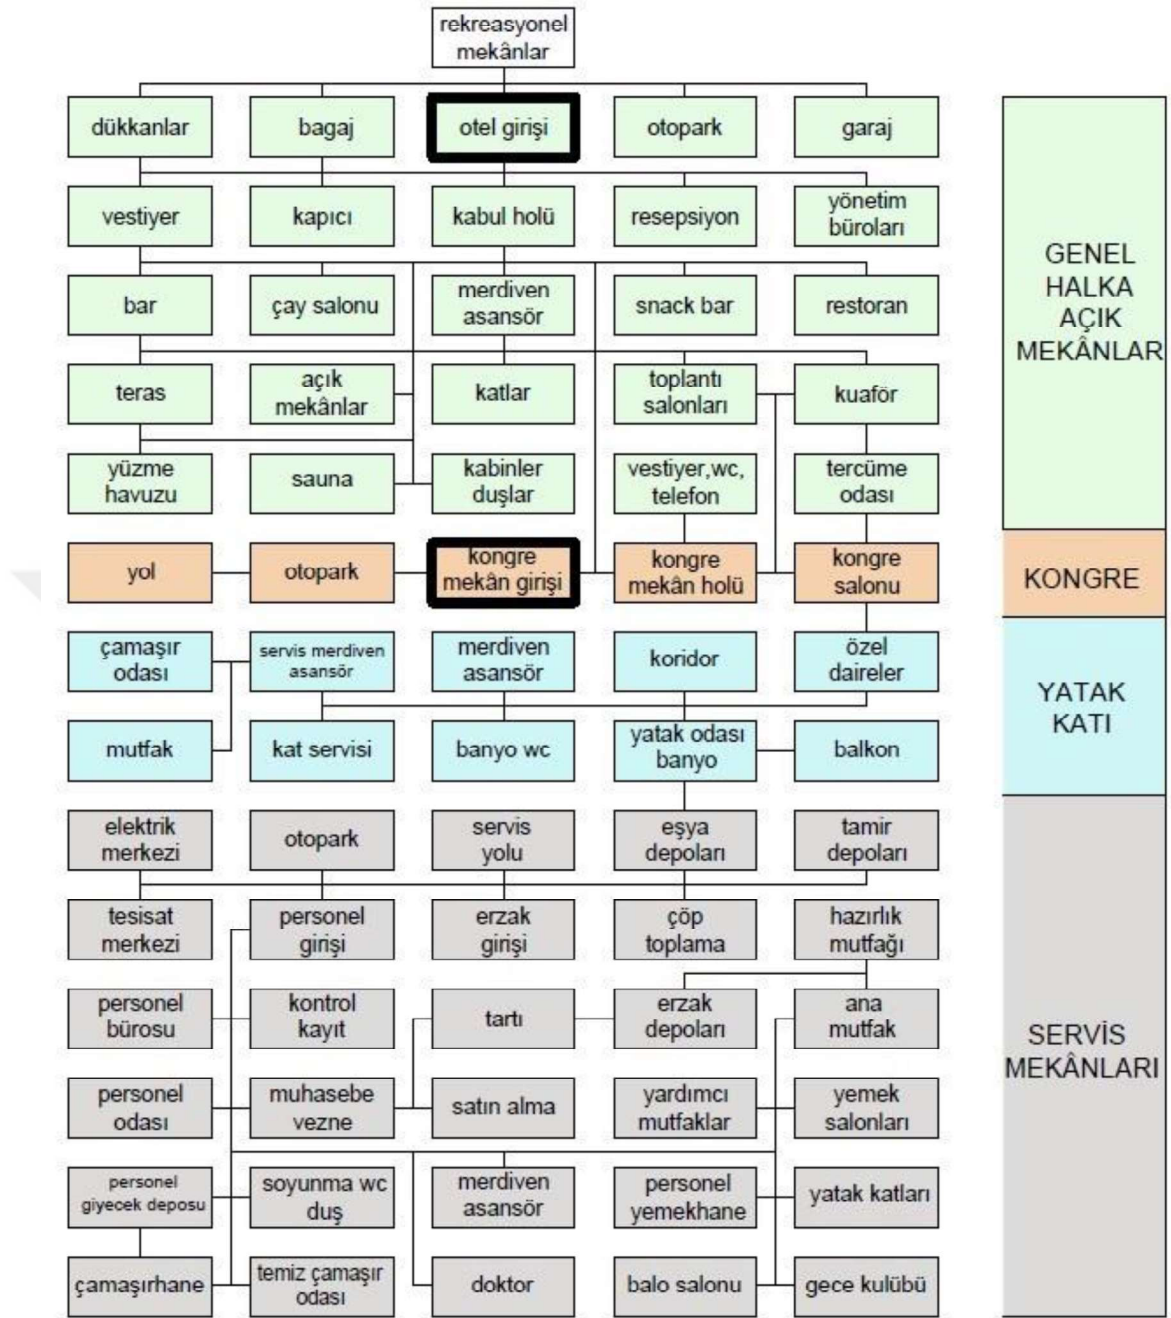 rekreasyonel
mekânlar
dükkanlar
bagaj
otel girişi
otopark
garaj
vestiyer
kapıcı
kabul holü
resepsiyon
yönetim
büroları
bar
çay salonu
merdiven
asansör
snack bar
restoran
teras
açık
mekânlar
katlar
toplantı
salonları
kuaför
yüzme
havuzu
sauna
kabinler
duşlar
vestiyer,wc,
telefon
tercüme
odası
GENEL
HALKA
AÇIK
MEKÂNLAR
yol
otopark
kongre
mekân girişi
kongre
mekân holü
kongre
salonu
KONGRE
çamaşır
odası
servis merdiven
asansör
merdiven
asansör
koridor
özel
daireler
mutfak
kat servisi
banyo wc
yatak odası
banyo
balkon
YATAK
KATI
elektrik
merkezi
otopark
servis
yolu
eşya
depoları
tamir
depoları
tesisat
merkezi
personel
girişi
erzak
girişi
çöp
toplama
hazırlık
mutfağı
personel
bürosu
kontrol
kayıt
tartı
erzak
depoları
ana
mutfak
personel
odası
muhasebe
vezne
satın alma
yardımcı
mutfaklar
yemek
salonları
personel
giyecek deposu
soyunma wc
duş
merdiven
asansör
personel
yemekhane
yatak katları
çamaşırhane
temiz çamaşır
odası
doktor
balo salonu
gece kulübü
SERVİS
MEKÂNLARI